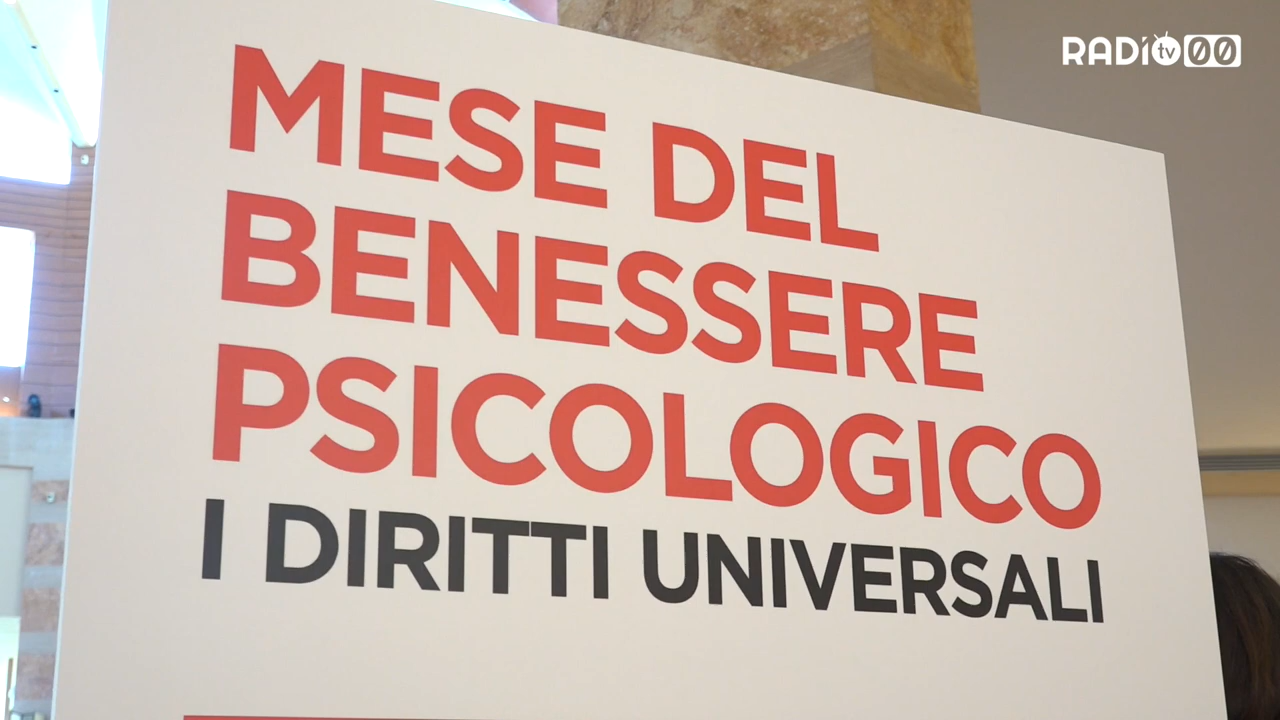 RADIO tv 00
MESE DEL
BENESSERE
PSICOLOGICO
I DIRITTI UNIVERSALI